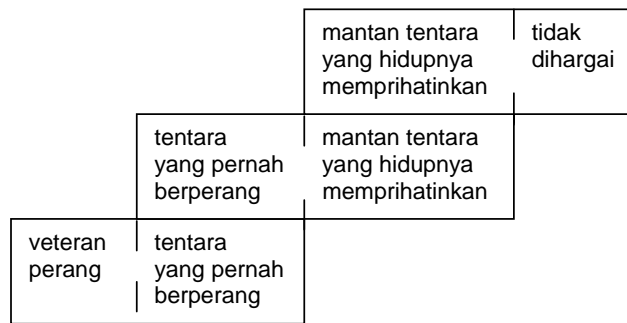 mantan tentara
yang hidupnya
memprihatinkan
tidak
dihargai
tentara
yang pernah
berperang
mantan tentara
yang hidupnya
memprihatinkan
veteran
perang
tentara
yang pernah
berperang